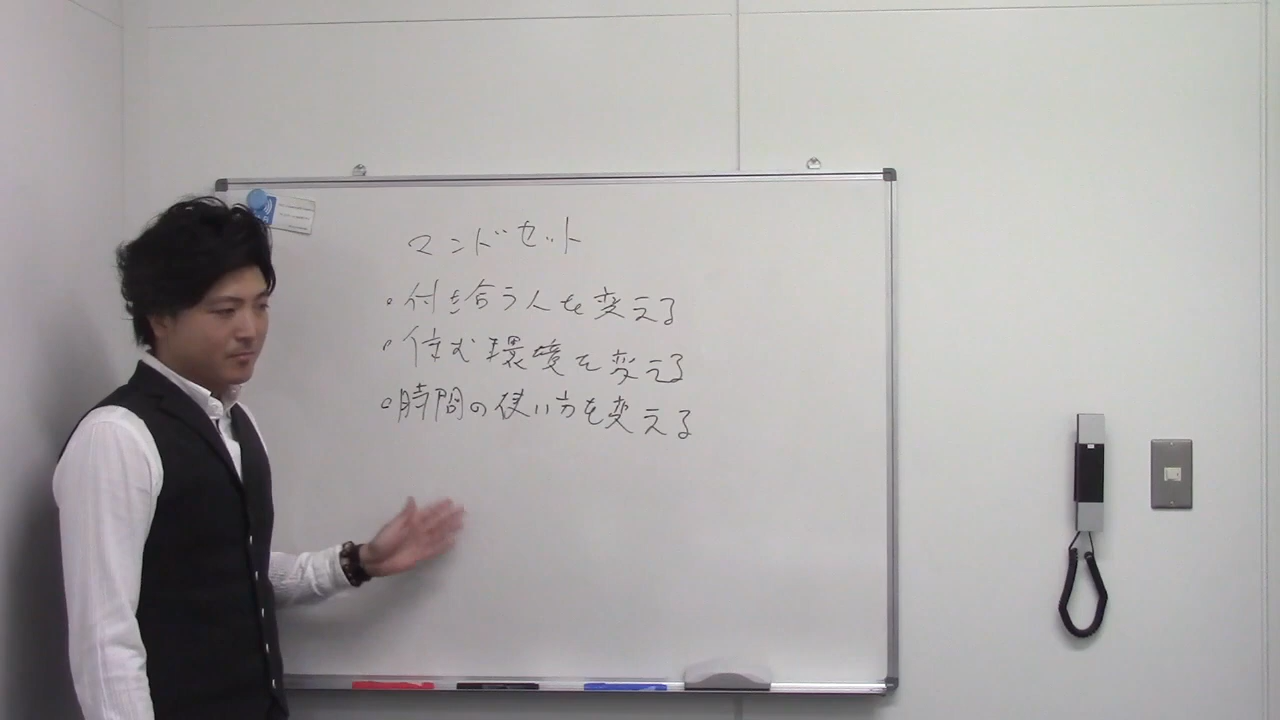 マンドセット
・付き合う人を変える
・住む環境を変える
・時間の使い方を変える